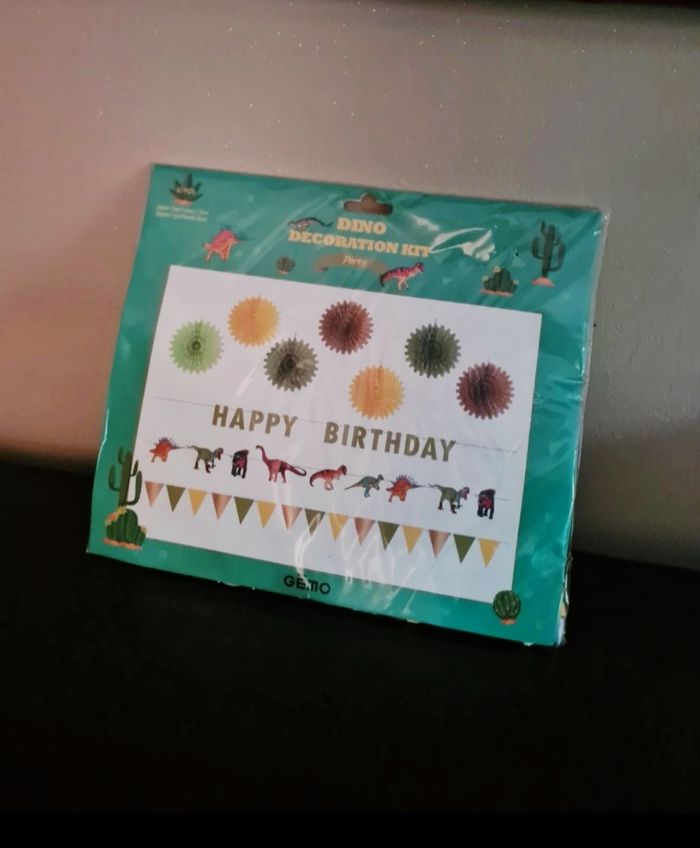 DINO
DECORATION KIT
Party
HAPPY BIRTHDAY
GEMO